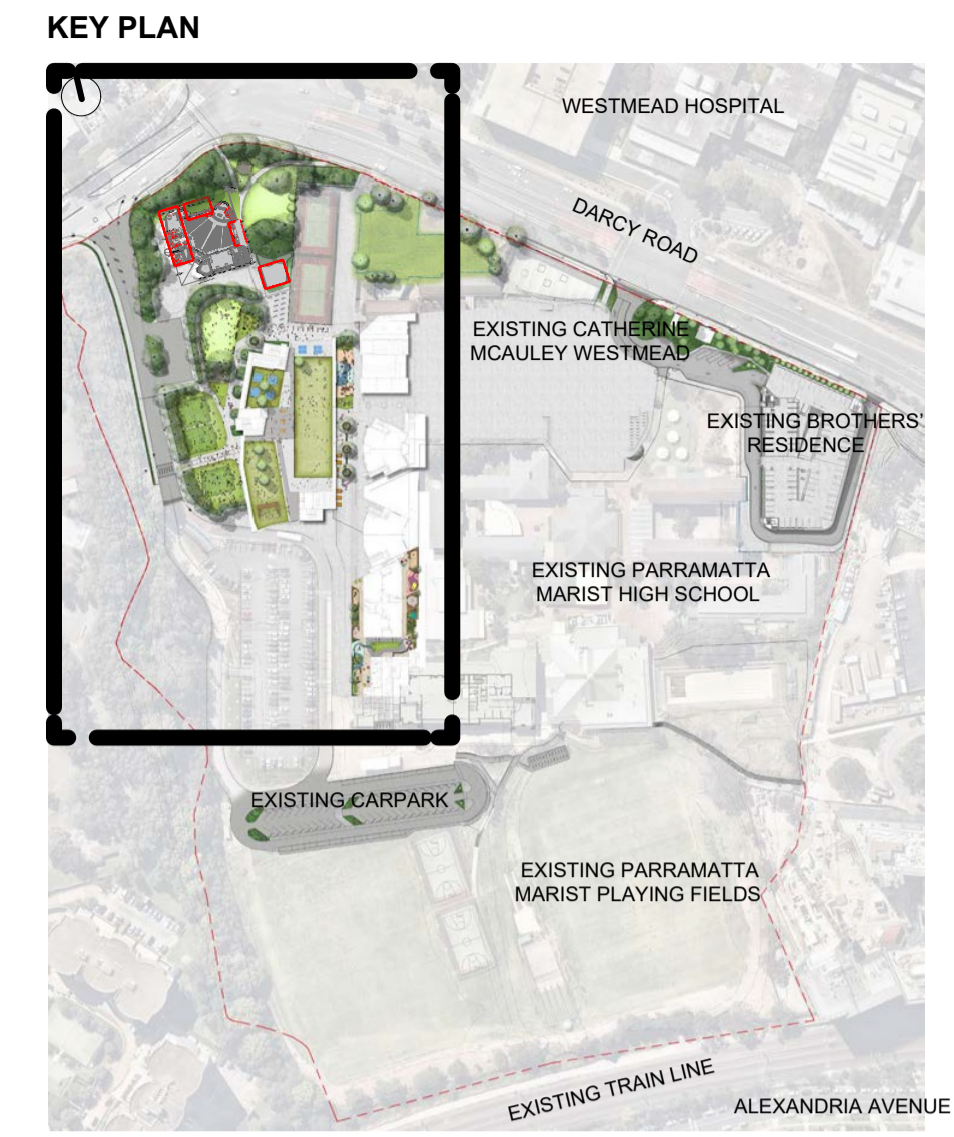 KEY PLAN
WESTMEAD HOSPITAL
DARCY ROAD
EXISTING CATHERINE
MCAULEY WESTMEAD
EXISTING BROTHERS'
RESIDENCE
EXISTING PARRAMATTA
MARIST HIGH SCHOOL
EXISTING CARPARK
EXISTING PARRAMATTA
MARIST PLAYING FIELDS
EXISTING TRAIN LINE
ALEXANDRIA AVENUE